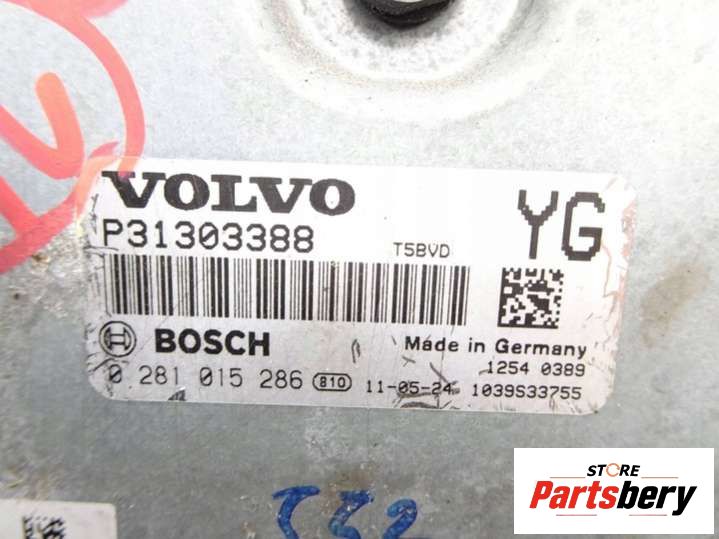 VOLVO
P31303388
T5BVD
YG
BOSCH
Made in Germany
1254 0389
0 281 015 286 810 11-05-24 1039S33755
STORE
Partsbery